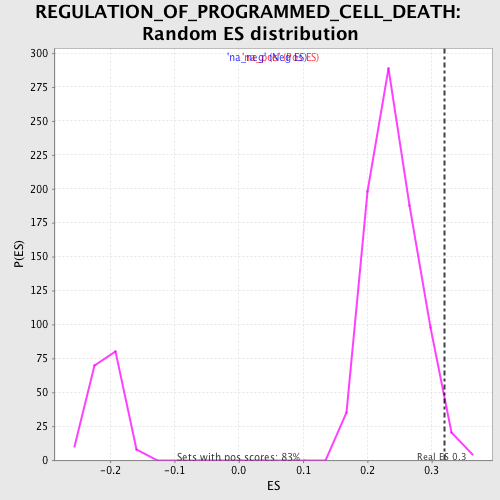 REGULATION_OF_PROGRAMMED_CELL_DEATH:
Random ES distribution
300
275
250
225
200
175
150
125
100
75
50
25
0
P(ES)
Sets with pos scores: 83%
Real ES 0.3
-0.2 -0.1 0.0 0.1 0.2 0.3
ES